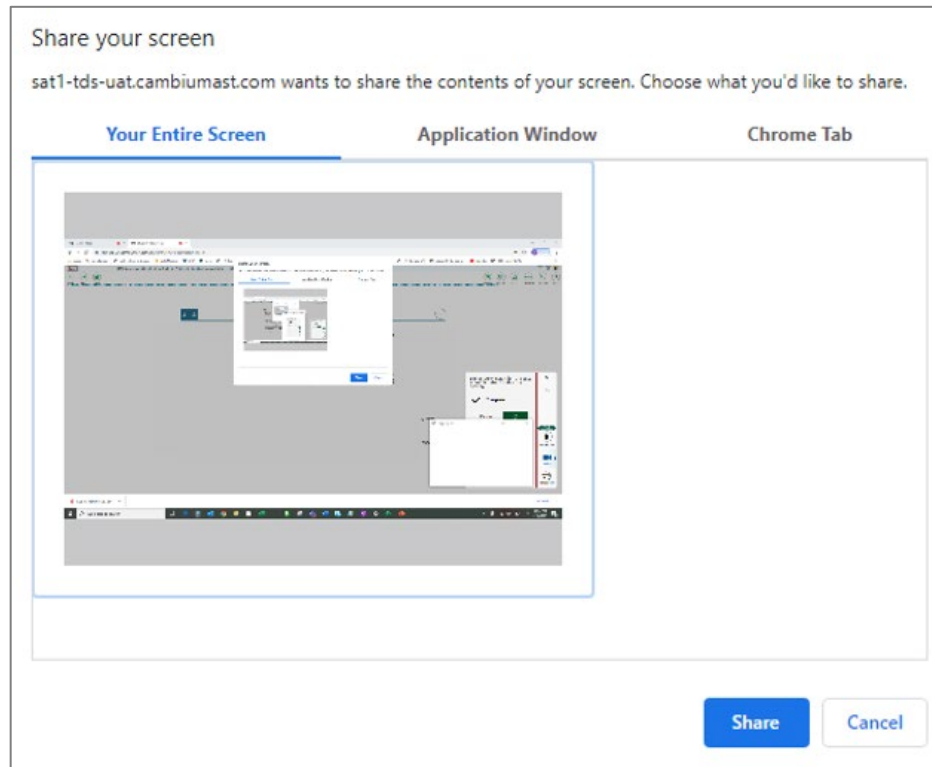 Share your screen
sat1-tds-uat.cambiumast.com wants to share the contents of your screen. Choose what you'd like to share.
Your Entire Screen Application Window Chrome Tab
Share Cancel